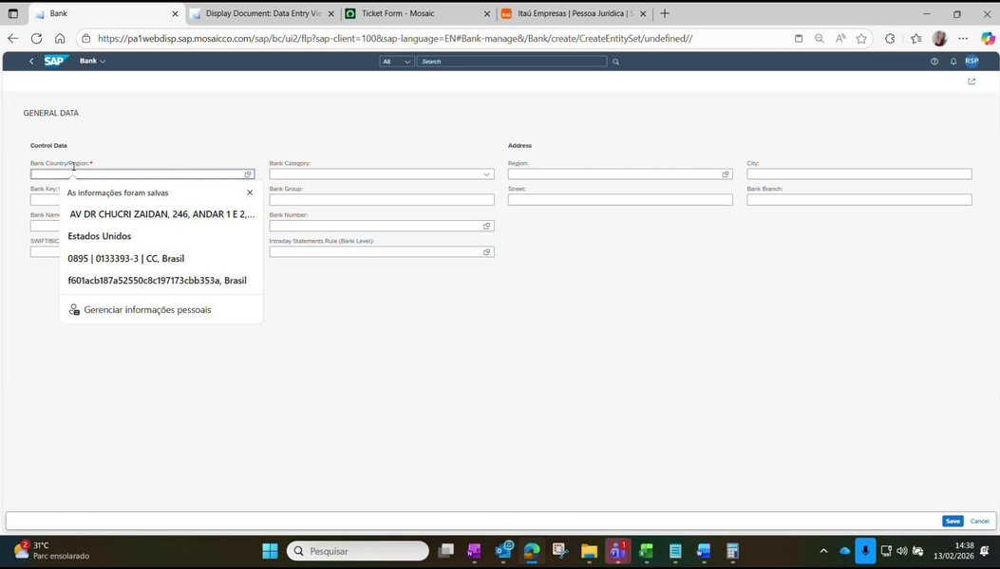 Bank
Display Document: Data Entry Vie
Ticket Form - Mosaic
Itaú Empresas | Pessoa Jurídica | S
https://pa1webdisp.sap.mosaicco.com/sap/bc/ui2/flp?sap-client=100&sap-language=EN#Bank-manage&/Bank/create/CreateEntitySet/undefined//
SAP Bank All Search RSP
GENERAL DATA
Control Data Address
Bank Country/Region: * Bank Category: Region: City:
Bank Key: Bank Group: Street: Bank Branch:
Bank Nam Bank Number:
SWIFT/BIC Intraday Statements Rule (Bank Level):
As informações foram salvas
AV DR CHUCRI ZAIDAN, 246, ANDAR 1 E 2,...
Estados Unidos
0895 | 0133393-3 | CC, Brasil
f601acb187a52550c8c197173cbb353a, Brasil
Gerenciar informações pessoais
Save Cancel
2 31°C
Parc ensolarado
Pesquisar
1
14:38
13/02/2026